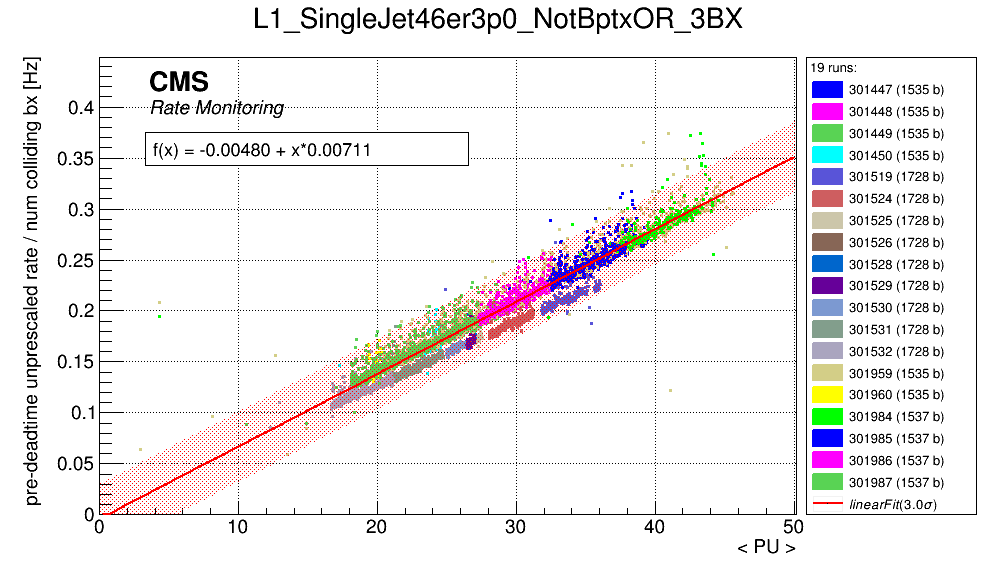 L1_SingleJet46er3p0_NotBptxOR_3BX
pre-deadtime unprescaled rate / num colliding bx [Hz]
CMS
Rate Monitoring
f(x) = -0.00480 + x*0.00711
0.4
0.35
0.3
0.25
0.2
0.15
0.1
0.05
0
0 10 20 30 40 50
< PU >
19 runs:
301447 (1535 b)
301448 (1535 b)
301449 (1535 b)
301450 (1535 b)
301519 (1728 b)
301524 (1728 b)
301525 (1728 b)
301526 (1728 b)
301528 (1728 b)
301529 (1728 b)
301530 (1728 b)
301531 (1728 b)
301532 (1728 b)
301959 (1535 b)
301960 (1535 b)
301984 (1537 b)
301985 (1537 b)
301986 (1537 b)
301987 (1537 b)
linearFit(3.0σ)